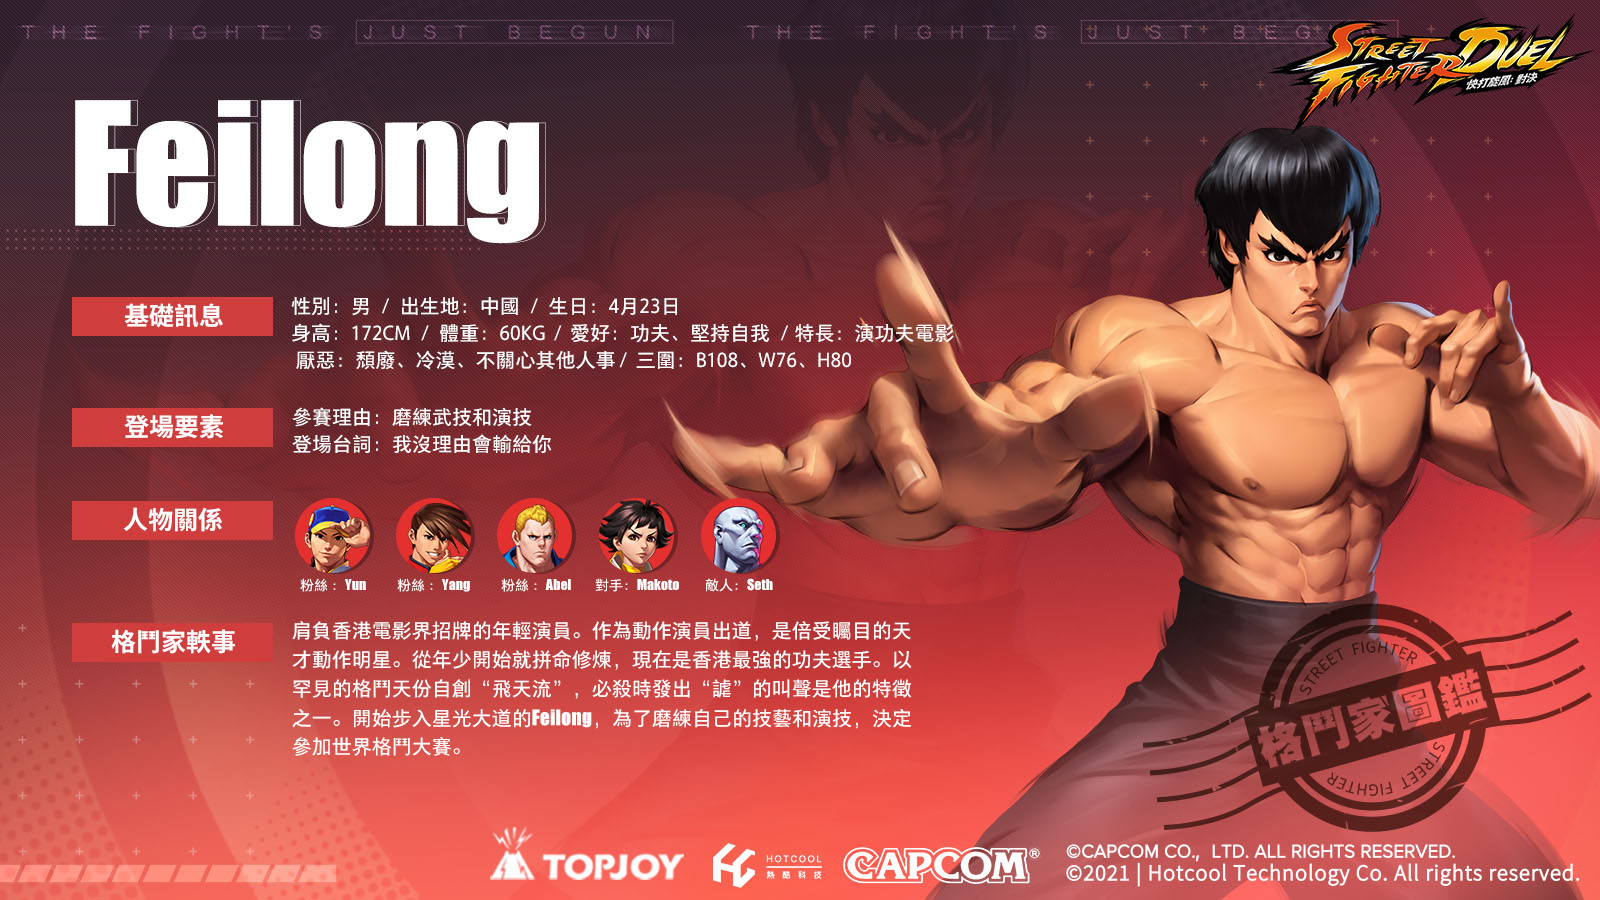 THE FIGHT'S JUST BEGUN THE FIGHT'S JUST BEG
STREET FIGHTER DUEL
快打旋風:對決
Feilong
基礎訊息
性別：男 / 出生地：中國 / 生日：4月23日
身高：172CM / 體重：60KG / 愛好：功夫、堅持自我 / 特長：演功夫電影
厭惡：頹廢、冷漠、不關心其他人事 / 三圍：B108、W76、H80
登場要素
參賽理由：磨練武技和演技
登場台詞：我沒理由會輸給你
人物關係
粉絲：Yun
粉絲：Yang
粉絲：Abel
對手：Makoto
敵人：Seth
格鬥家軼事
肩負香港電影界招牌的年輕演員。作為動作演員出道，是倍受矚目的天
才動作明星。從年少開始就拼命修煉，現在是香港最強的功夫選手。以
罕見的格鬥天份自創“飛天流”，必殺時發出“謔”的叫聲是他的特徵
之一。開始步入星光大道的Feilong，為了磨練自己的技藝和演技，決定
參加世界格鬥大賽。
STREET FIGHTER
格鬥家圖鑑
STREET FIGHTER
TOPJOY
HOTCOOL
熱酷科技
CAPCOM®
©CAPCOM CO., LTD. ALL RIGHTS RESERVED.
©2021 | Hotcool Technology Co. All rights reserved.